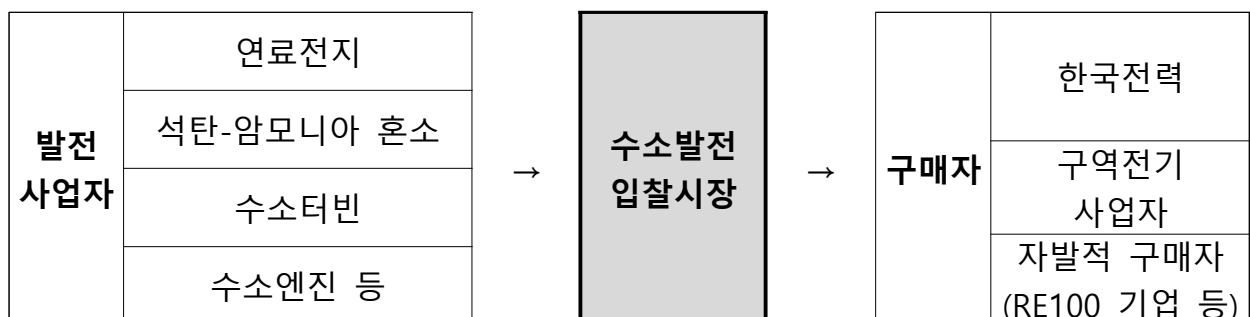 발전
사업자
연료전지
석탄-암모니아 혼소
수소터빈
수소엔진 등
→
수소발전
입찰시장
→
구매자
한국전력
구역전기
사업자
자발적 구매자
(RE100 기업 등)